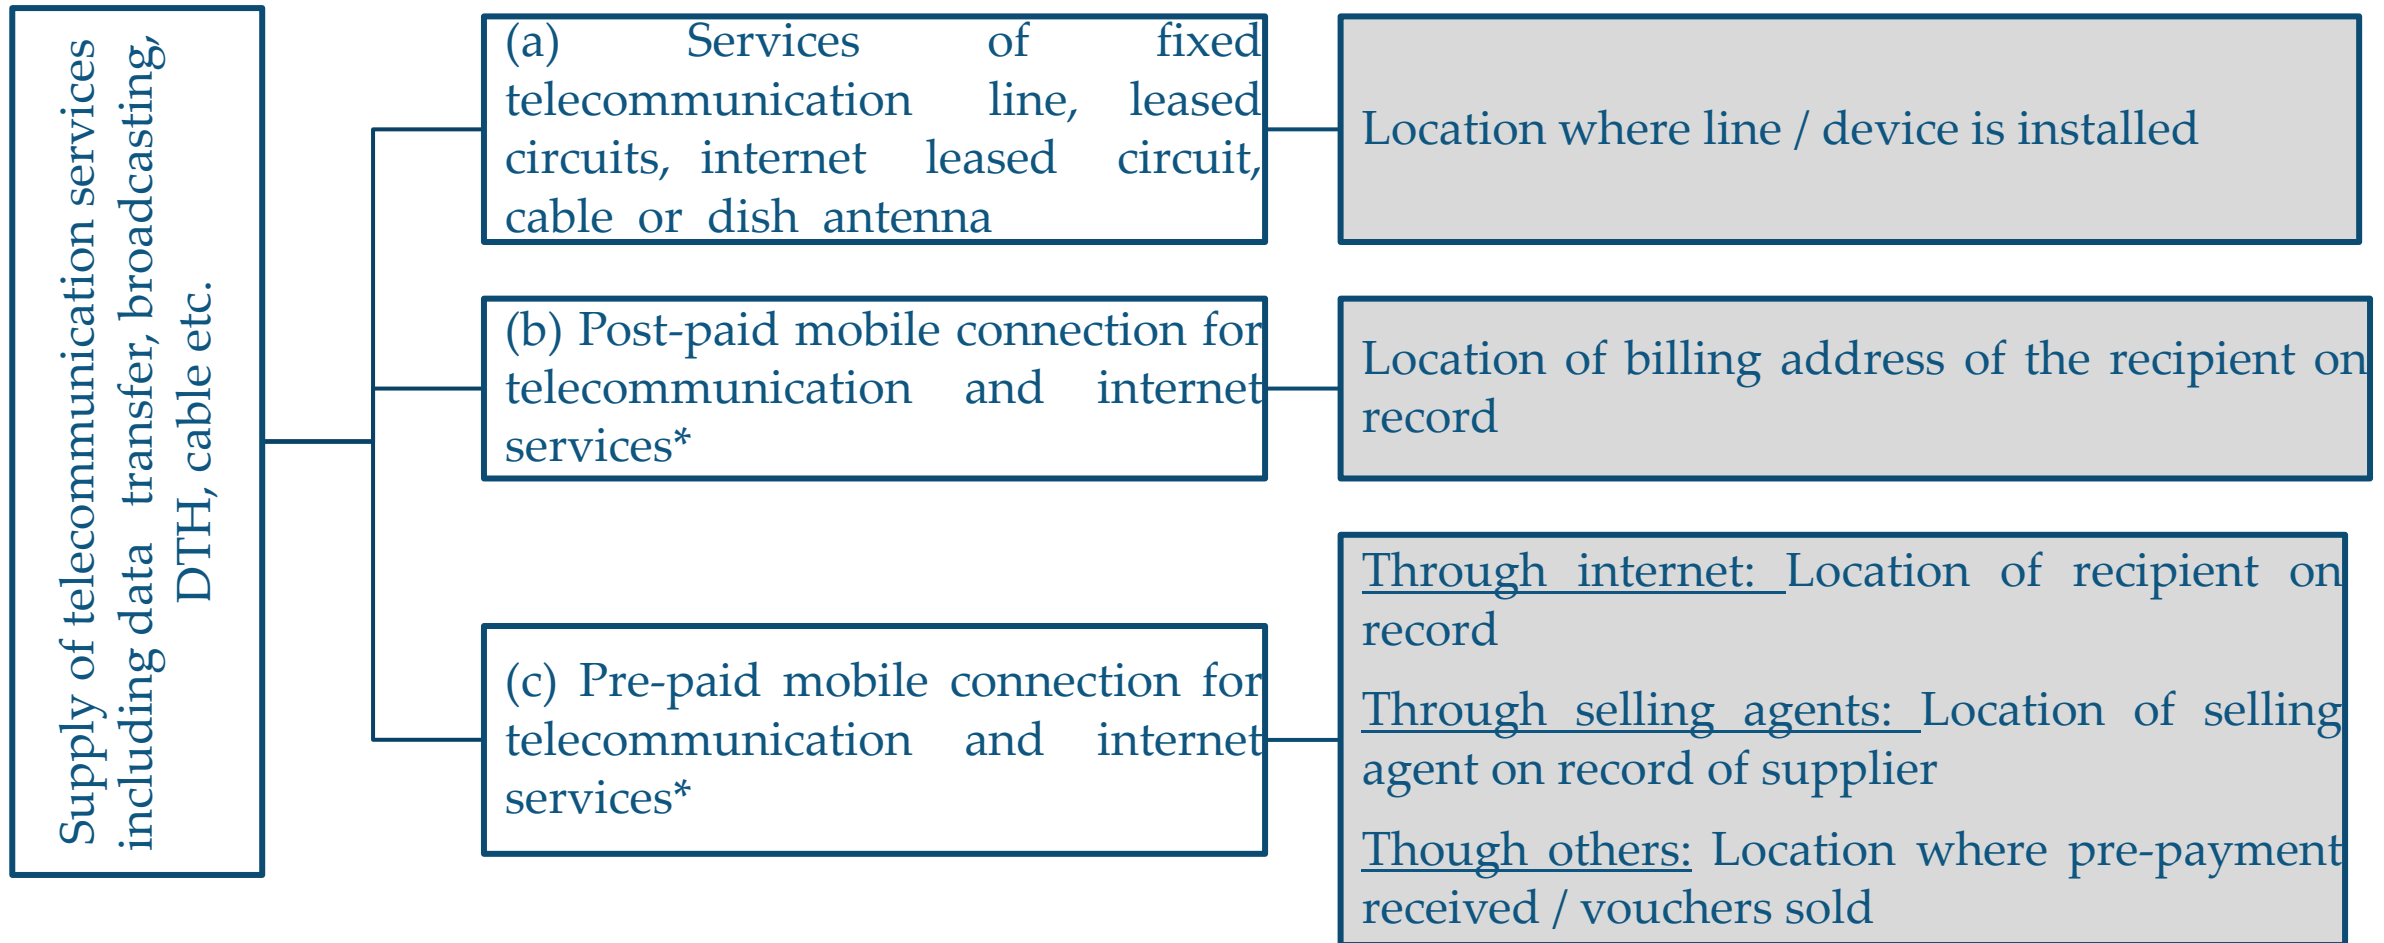 Supply of telecommunication services
including data transfer, broadcasting,
DTH, cable etc.
(a) Services of fixed
telecommunication line, leased
circuits, internet leased circuit,
cable or dish antenna
Location where line / device is installed
(b) Post-paid mobile connection for
telecommunication and internet
services*
Location of billing address of the recipient on
record
(c) Pre-paid mobile connection for
telecommunication and internet
services*
Through internet: Location of recipient on
record
Through selling agents: Location of selling
agent on record of supplier
Though others: Location where pre-payment
received / vouchers sold